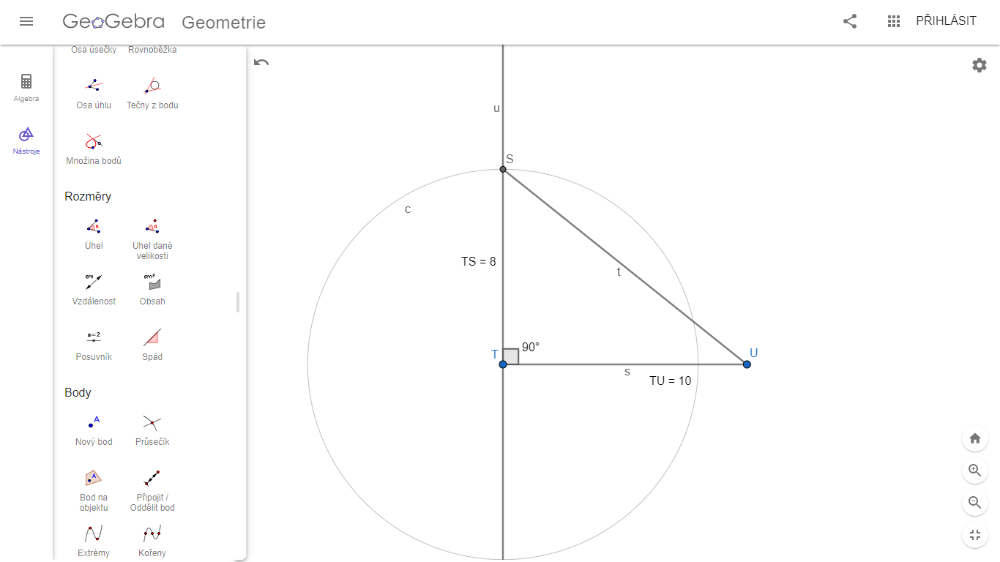 GeoGebra Geometrie PŘIHLÁSIT
Algebra
Nástroje
Osa úsečky Rovnoběžka
Osa úhlu Tečny z bodu
Množina bodů
Rozměry
Úhel Úhel dané
velikosti
cm cm²
Vzdálenost Obsah
a=2
Posuvník Spád
Body
A
Nový bod Průsečík
A
Bod na Připojit /
objektu Oddělit bod
Extrémy Kořeny
u
S
c
TS = 8
t
T 90°
U
s
TU = 10